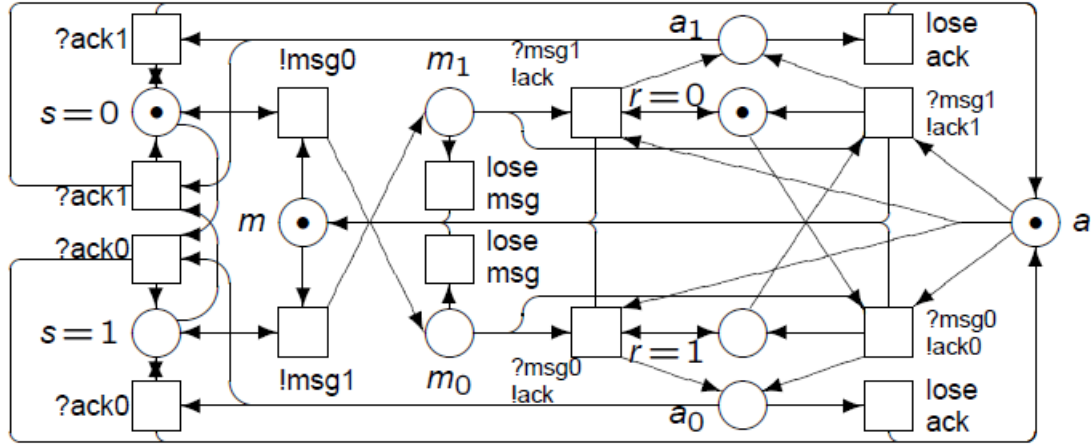 ?ack1
!msg0
m1
?msg1
!ack
a1
lose
ack
s=0
r=0
?msg1
!ack1
?ack1
lose
msg
m
a
?ack0
lose
msg
s=1
r=1
?msg0
!ack0
?ack0
!msg1
m0
?msg0
!ack
a0
lose
ack